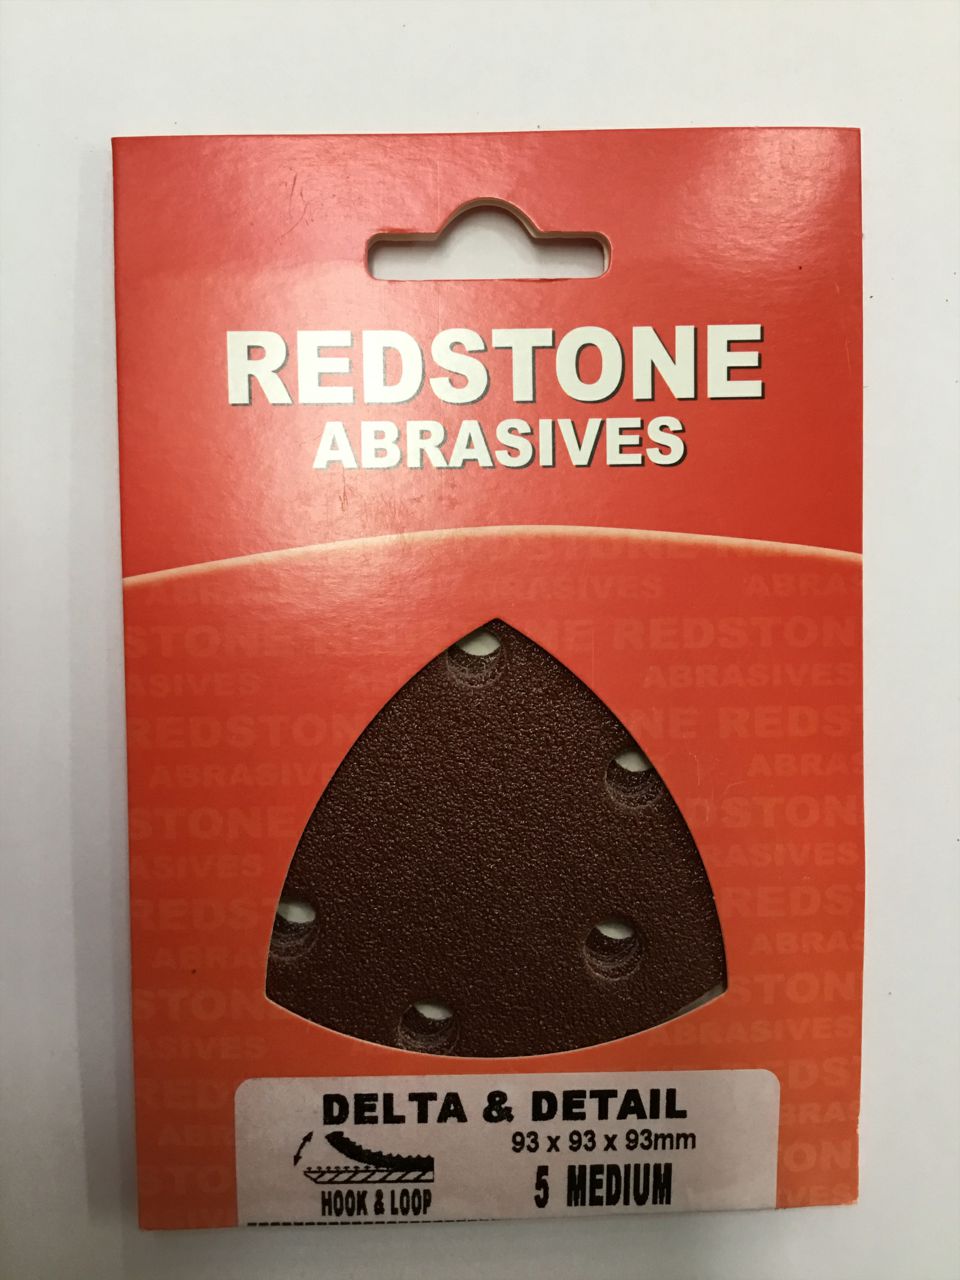 REDSTONE
ABRASIVES
DELTA & DETAIL
93 x 93 x 93mm
HOOK & LOOP
5 MEDIUM